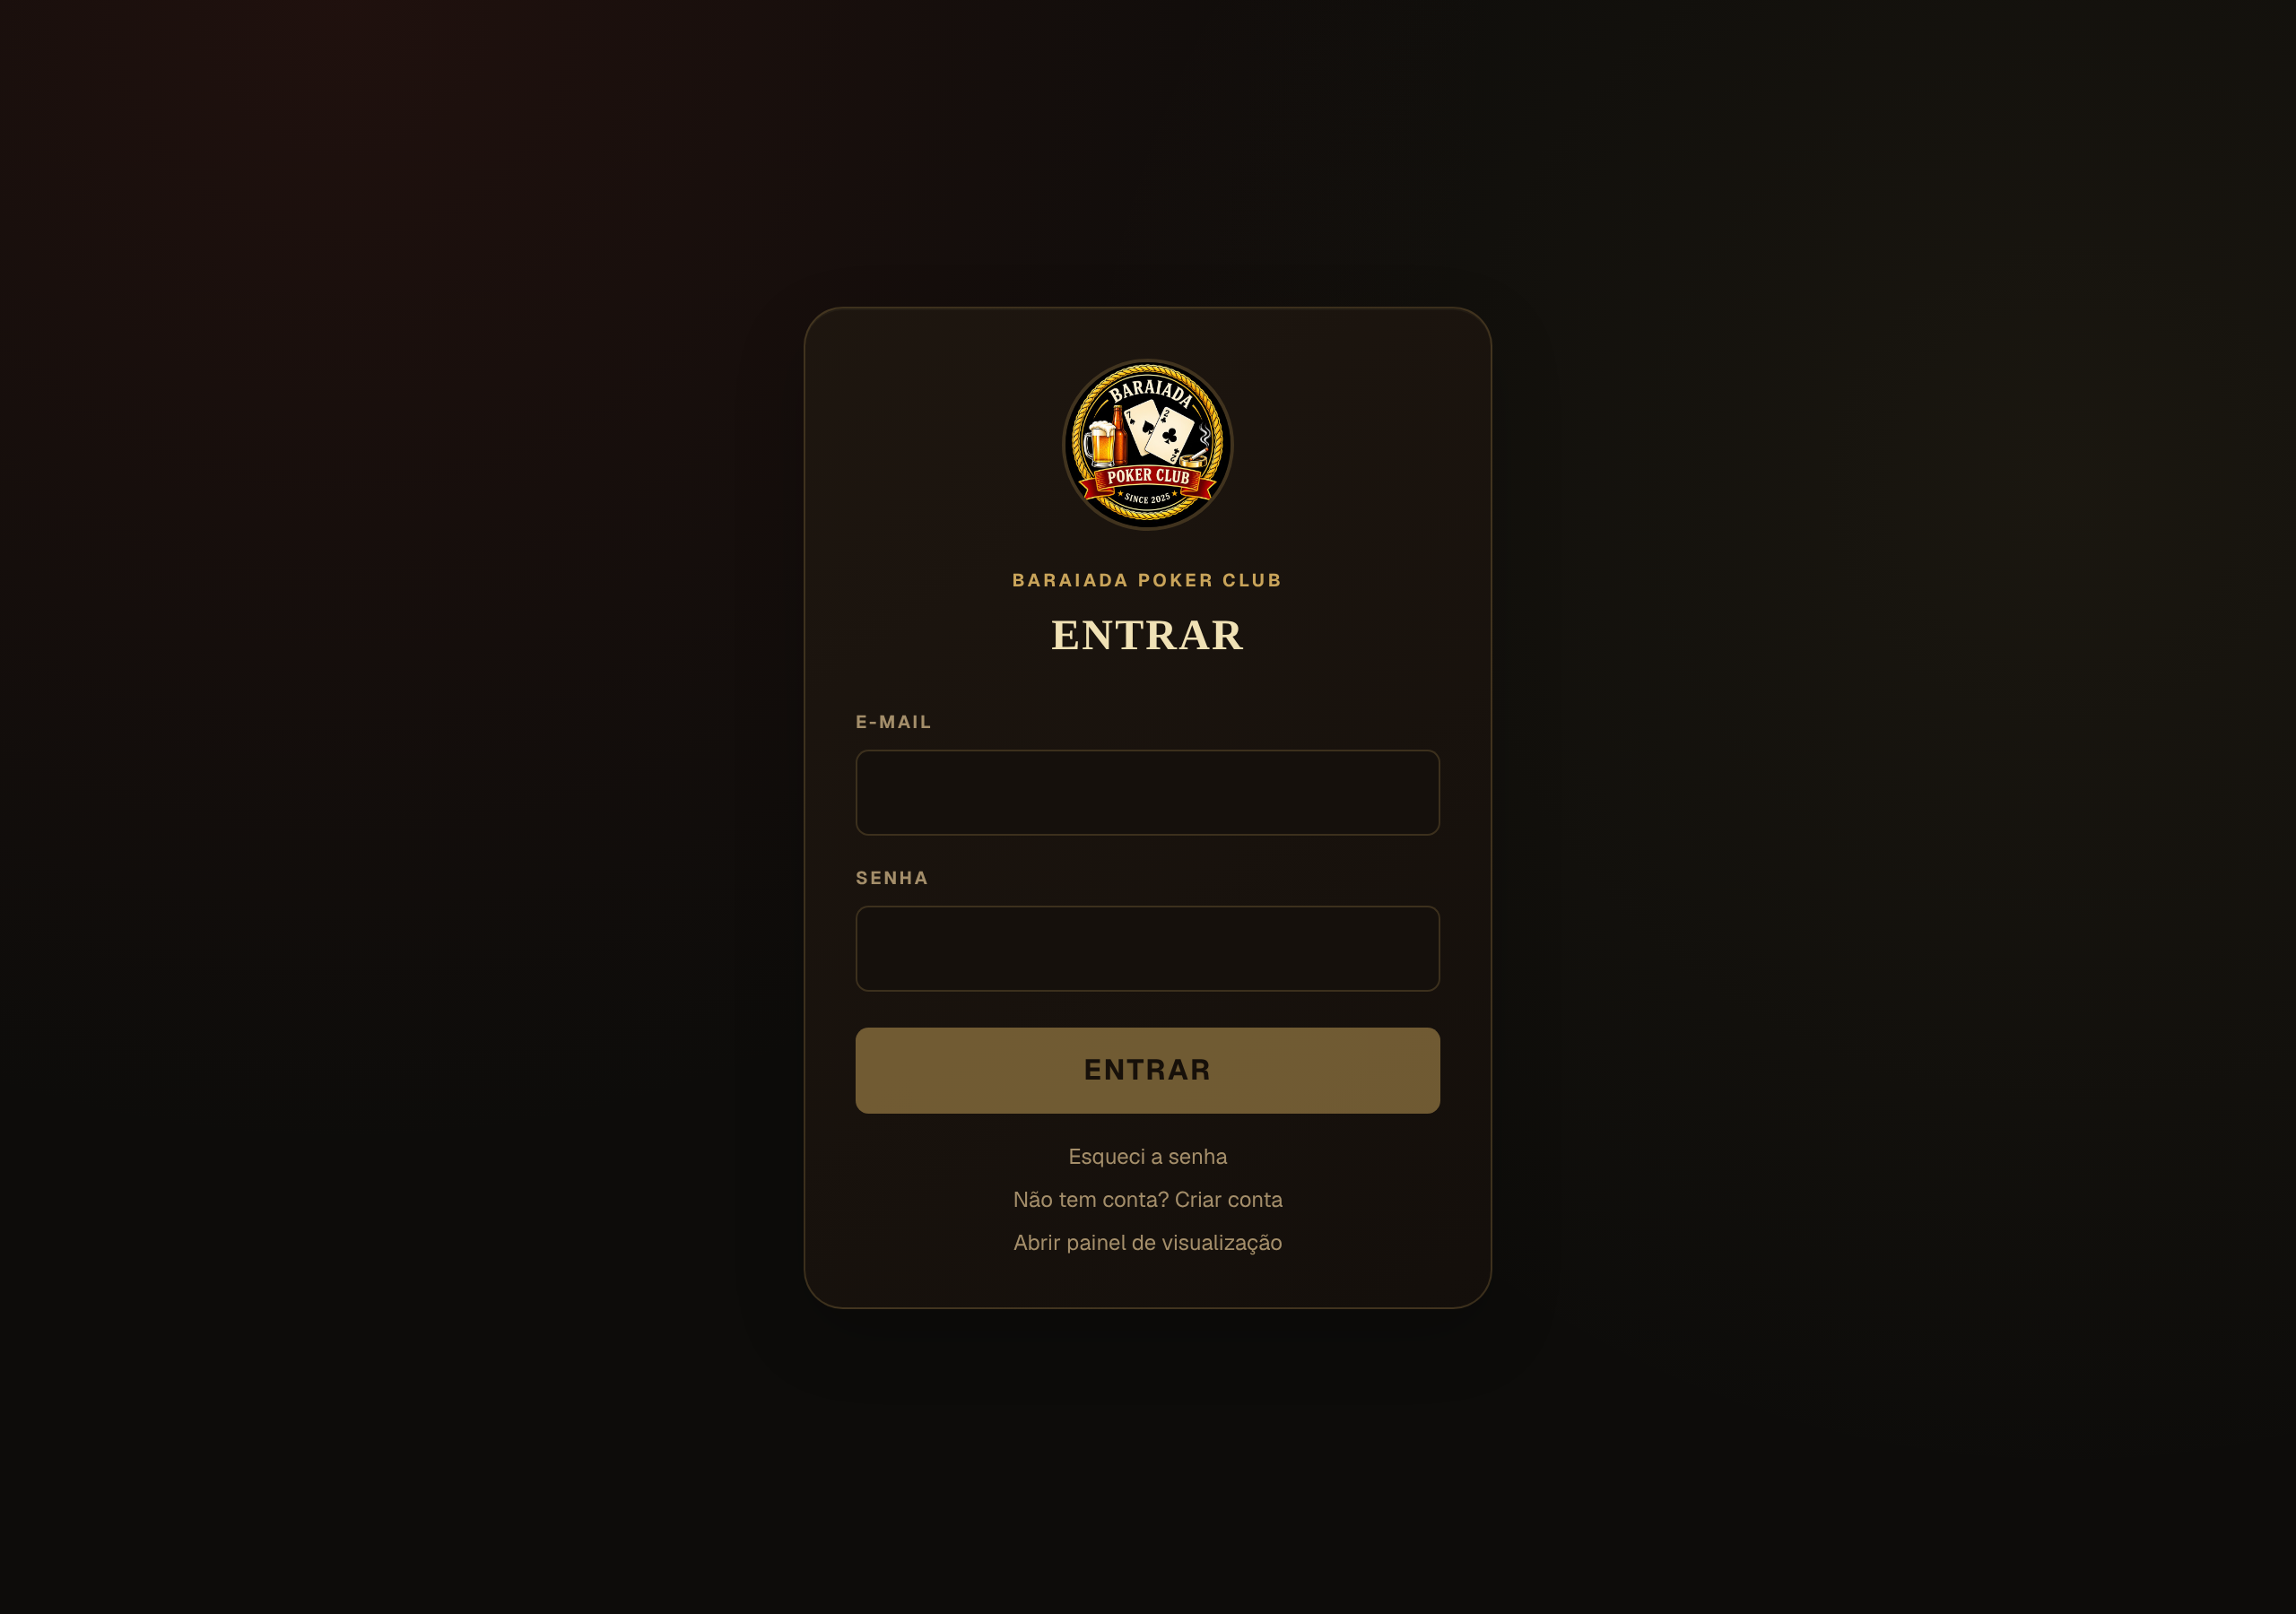 BARAIADA
7
2
2
POKER CLUB
★ SINCE 2025 ★
BARAIADA POKER CLUB
ENTRAR
E-MAIL
SENHA
ENTRAR
Esqueci a senha
Não tem conta? Criar conta
Abrir painel de visualização